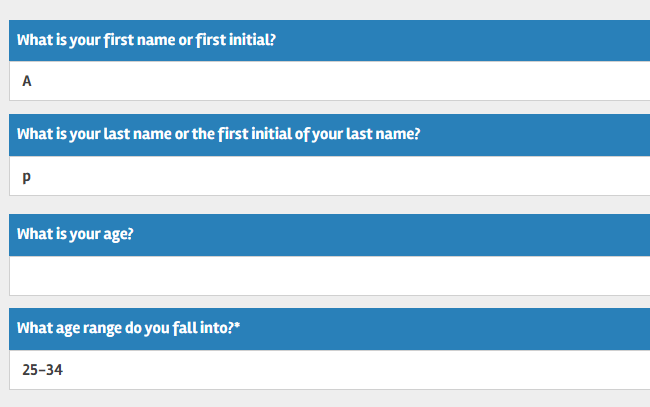 What is your first name or first initial?
A
What is your last name or the first initial of your last name?
p
What is your age?
What age range do you fall into?*
25-34